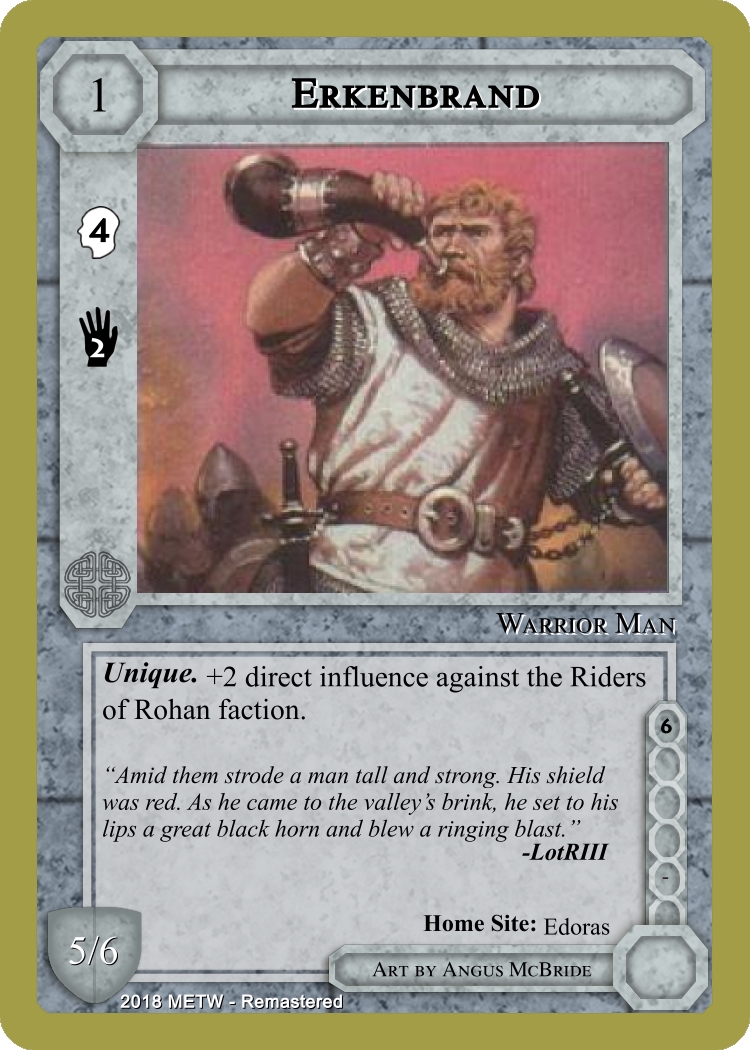 1
ERKENBRAND
4
2
WARRIOR MAN
Unique. +2 direct influence against the Riders
of Rohan faction.
6
“Amid them strode a man tall and strong. His shield
was red. As he came to the valley’s brink, he set to his
lips a great black horn and blew a ringing blast.”
-LotRIII
-
Home Site: Edoras
5/6
ART BY ANGUS MCBRIDE
2018 METW - Remastered